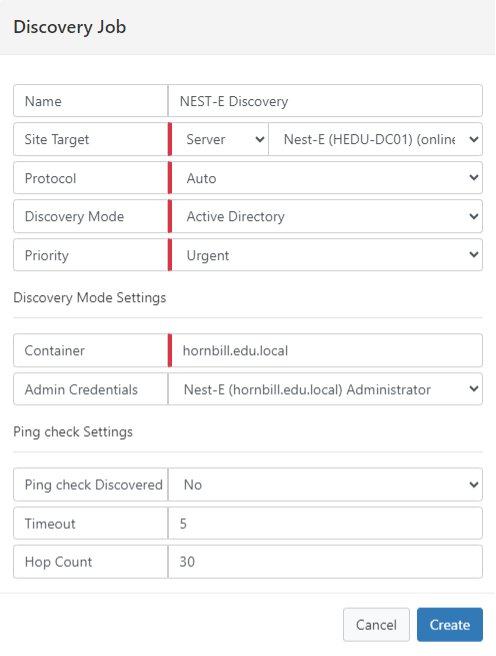 Discovery Job
Name NEST-E Discovery
Site Target Server Nest-E (HEDU-DC01) (online
Protocol Auto
Discovery Mode Active Directory
Priority Urgent
Discovery Mode Settings
Container hornbill.edu.local
Admin Credentials Nest-E (hornbill.edu.local) Administrator
Ping check Settings
Ping check Discovered No
Timeout 5
Hop Count 30
Cancel Create